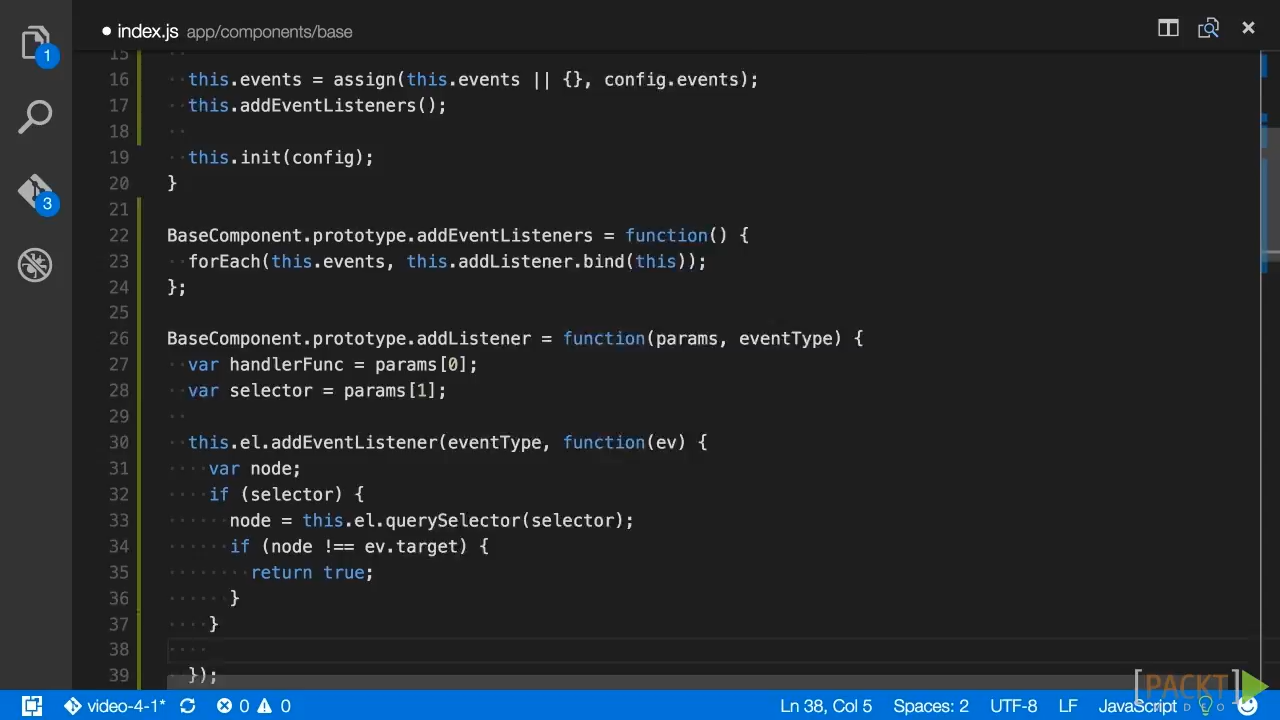 index.js app/components/base
1
3
15
16 this.events = assign(this.events || {}, config.events);
17 this.addEventListeners();
18
19 this.init(config);
20 }
21
22 BaseComponent.prototype.addEventListeners = function() {
23 forEach(this.events, this.addListener.bind(this));
24 };
25
26 BaseComponent.prototype.addListener = function(params, eventType) {
27 var handlerFunc = params[0];
28 var selector = params[1];
29
30 this.el.addEventListener(eventType, function(ev) {
31 var node;
32 if (selector) {
33 node = this.el.querySelector(selector);
34 if (node !== ev.target) {
35 return true;
36 }
37 }
38
39 });
video-4-1* 0 0 Ln 38, Col 5 Spaces: 2 UTF-8 LF JavaScript
[PACKT]